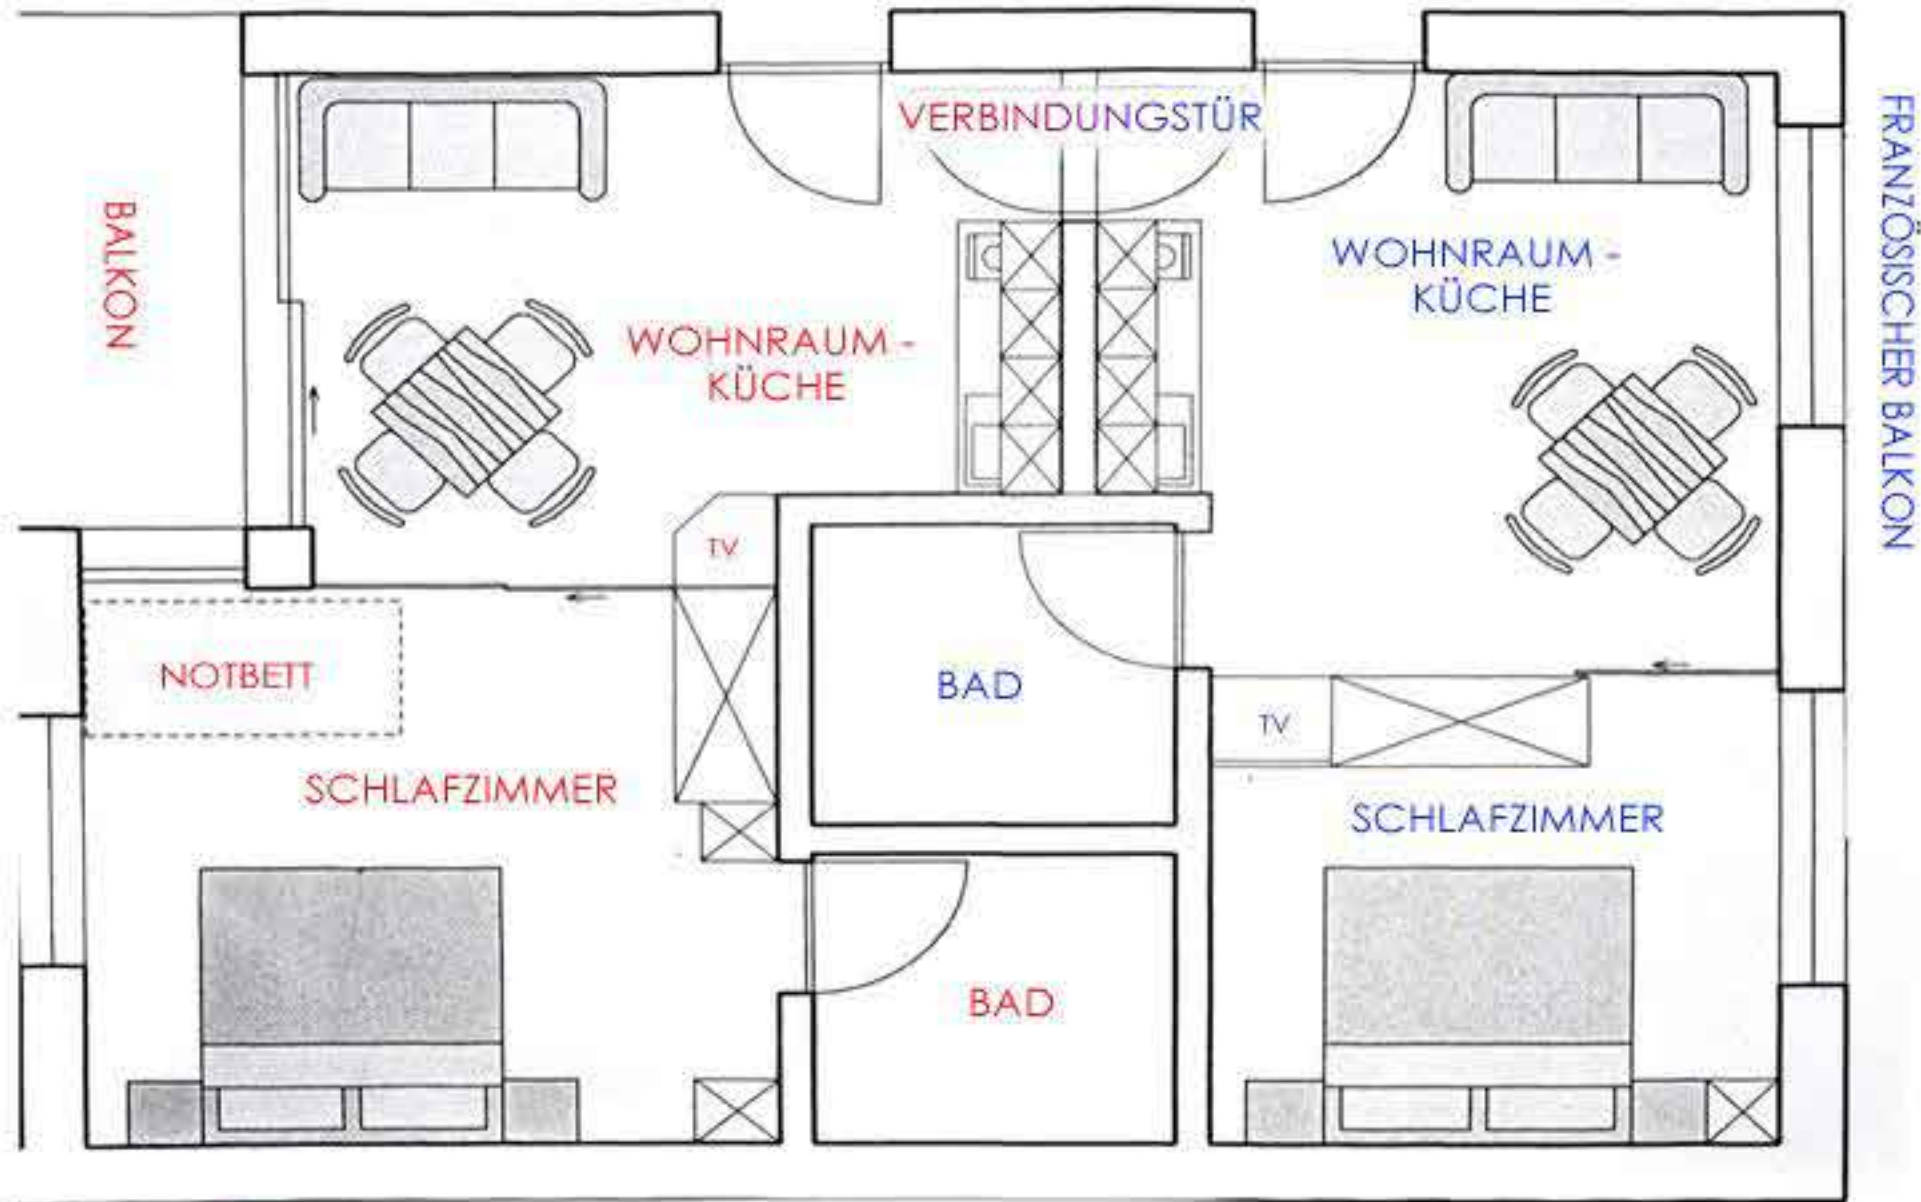 VERBINDUNGSTÜR
BALKON
WOHNRAUM -
KÜCHE
WOHNRAUM -
KÜCHE
FRANZÖSISCHER BALKON
TV
NOTBETT
BAD
TV
SCHLAFZIMMER
SCHLAFZIMMER
BAD